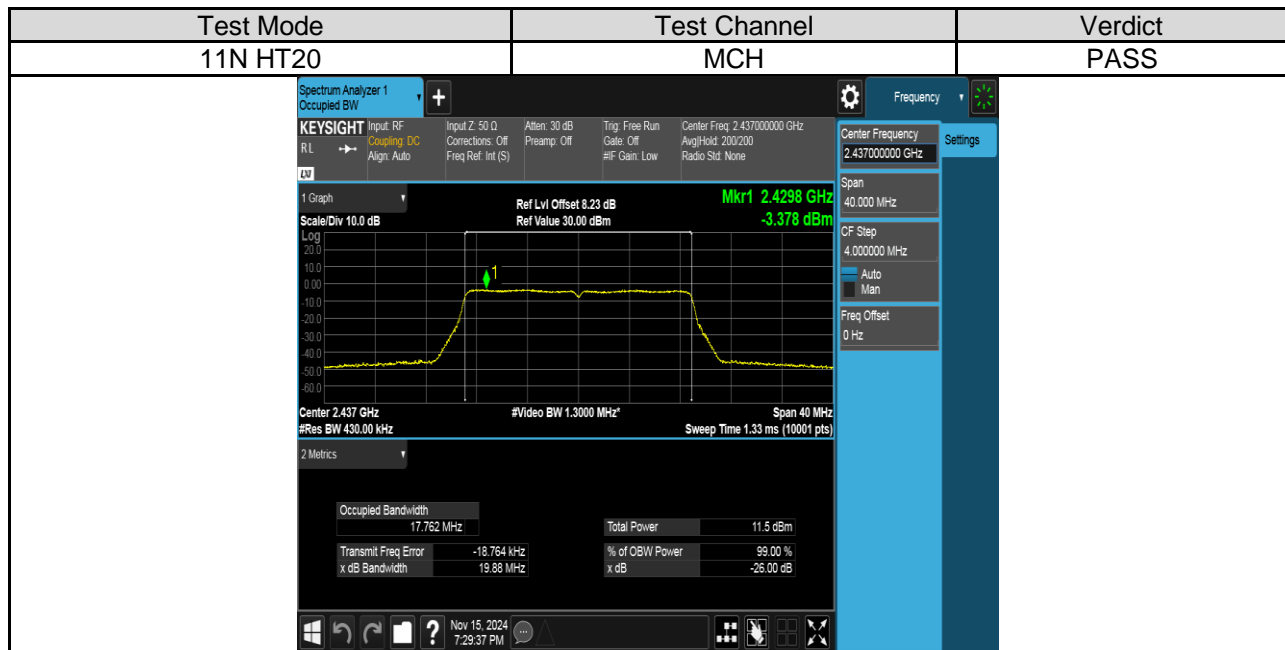 Test Mode Test Channel Verdict
11N HT20 MCH PASS
Spectrum Analyzer 1
Occupied BW
+
Frequency
KEYSIGHT Input: RF Input Z: 50 Ω Atten: 30 dB Trig: Free Run Center Freq: 2.437000000 GHz
RL Coupling: DC Corrections: Off Preamp: Off Gate: Off Avg|Hold: 200/200
Align: Auto Freq Ref: Int (S) #IF Gain: Low Radio Std: None
LXI
Center Frequency
2.437000000 GHz
Settings
Span
40.000 MHz
CF Step
4.000000 MHz
Auto
Man
Freq Offset
0 Hz
1 Graph Ref Lvl Offset 8.23 dB Mkr1 2.4298 GHz
Scale/Div 10.0 dB Ref Value 30.00 dBm -3.378 dBm
Log
20.0
10.0
1
0.00
-10.0
-20.0
-30.0
-40.0
-50.0
-60.0
Center 2.437 GHz #Video BW 1.3000 MHz* Span 40 MHz
#Res BW 430.00 kHz Sweep Time 1.33 ms (10001 pts)
2 Metrics
Occupied Bandwidth
17.762 MHz Total Power 11.5 dBm
Transmit Freq Error -18.764 kHz % of OBW Power 99.00 %
x dB Bandwidth 19.88 MHz x dB -26.00 dB
? Nov 15, 2024
7:29:37 PM